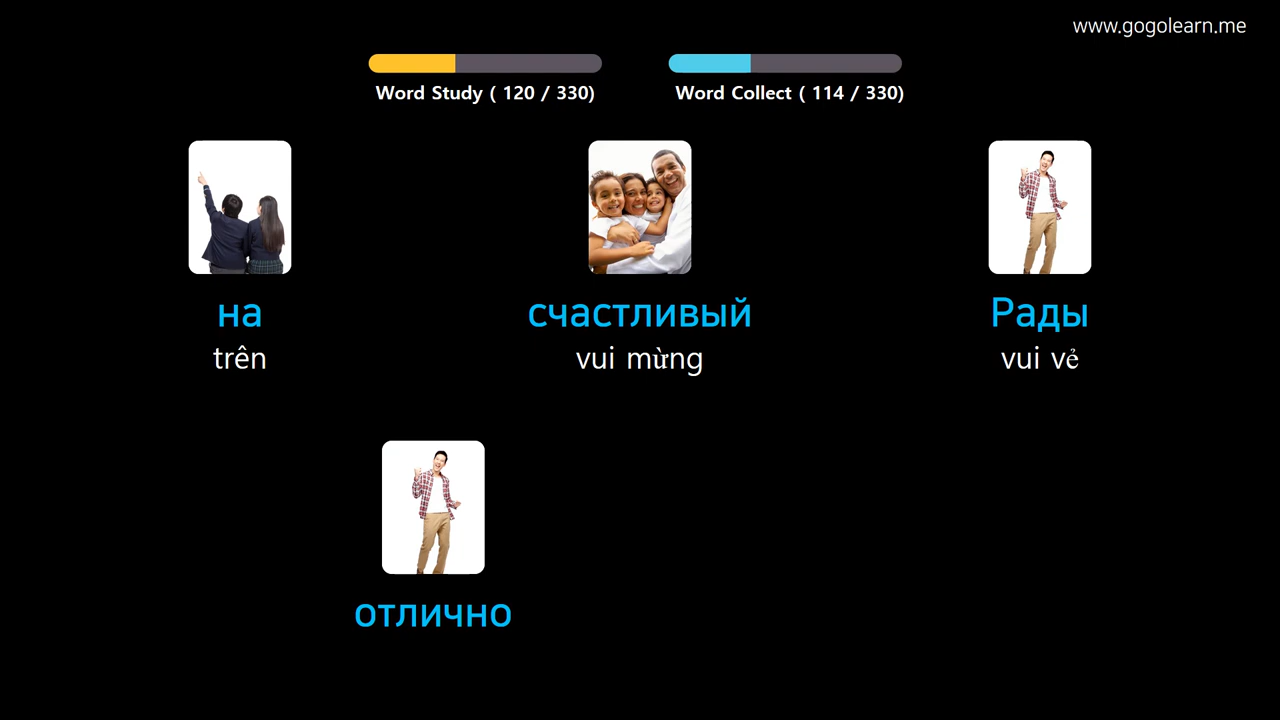 www.gogolearn.me
Word Study ( 120 / 330)
Word Collect ( 114 / 330)
на
trên
счастливый
vui mừng
Рады
vui vẻ
отлично